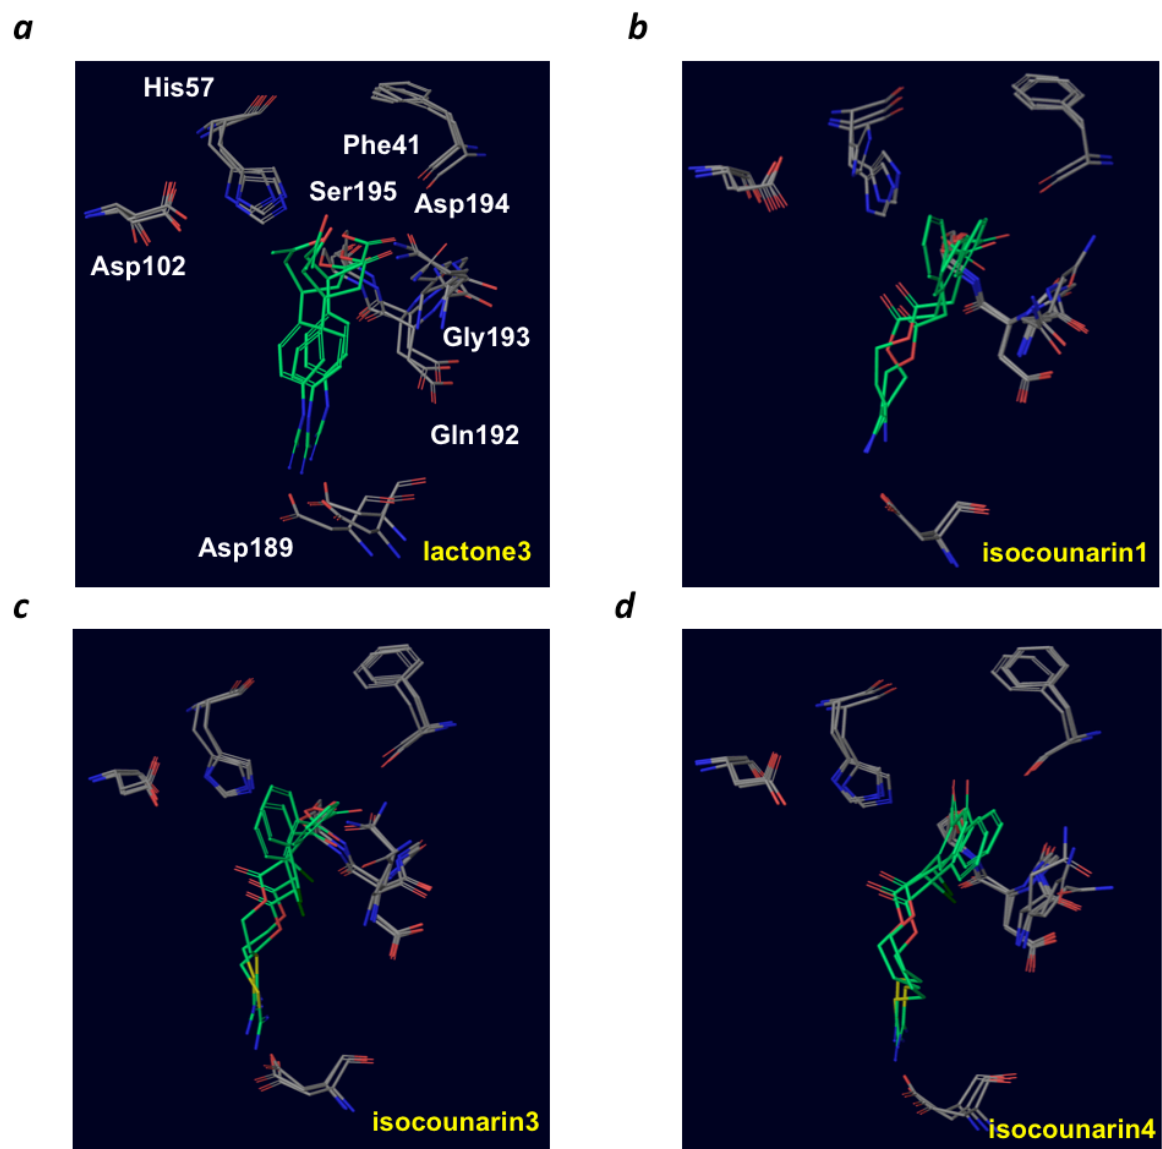 a
b
His57
Phe41
Ser195
Asp194
Asp102
Gly193
Gln192
Asp189
lactone3
isocounarin1
c
d
isocounarin3
isocounarin4